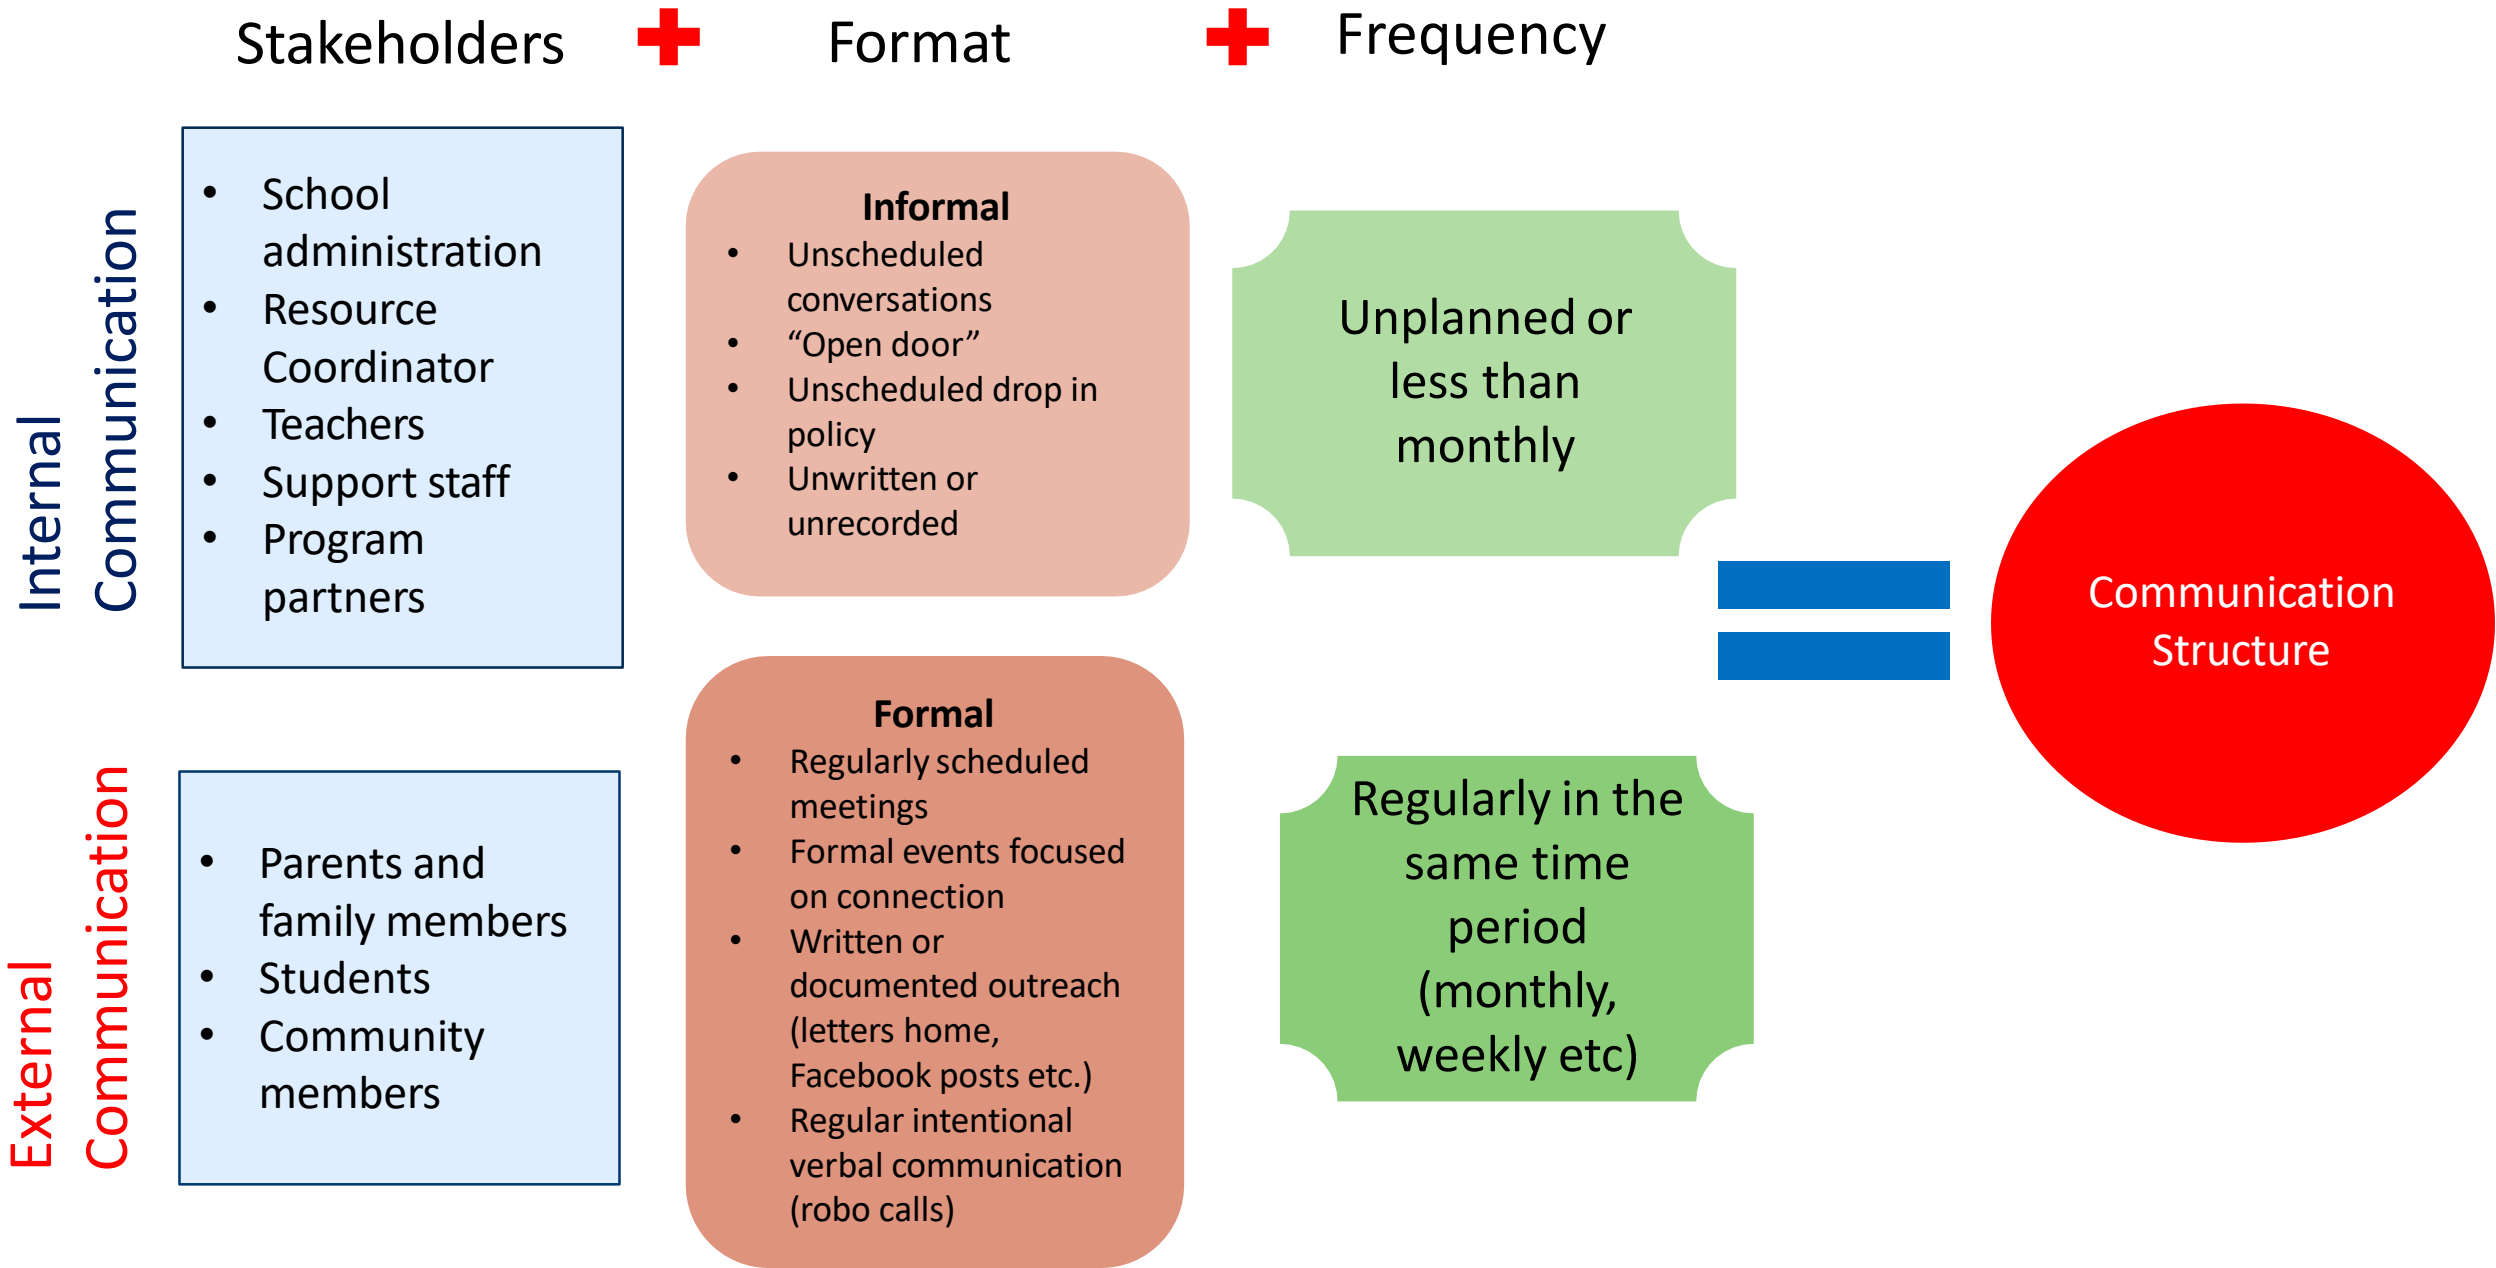 Stakeholders
Format
Frequency
Internal
Communication
• School
administration
• Resource
Coordinator
• Teachers
• Support staff
• Program
partners
Informal
• Unscheduled
conversations
• “Open door”
• Unscheduled drop in
policy
• Unwritten or
unrecorded
Unplanned or
less than
monthly
External
Communication
• Parents and
family members
• Students
• Community
members
Formal
• Regularly scheduled
meetings
• Formal events focused
on connection
• Written or
documented outreach
(letters home,
Facebook posts etc.)
• Regular intentional
verbal communication
(robo calls)
Regularly in the
same time
period
(monthly,
weekly etc)
Communication
Structure